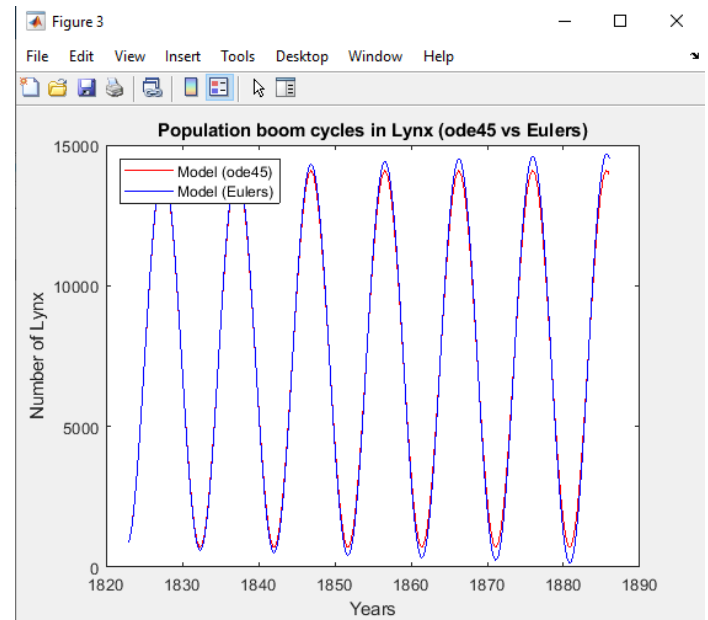 Figure 3
File Edit View Insert Tools Desktop Window Help
Population boom cycles in Lynx (ode45 vs Eulers)
Model (ode45)
Model (Eulers)
15000
10000
5000
0
Number of Lynx
1820 1830 1840 1850 1860 1870 1880 1890
Years